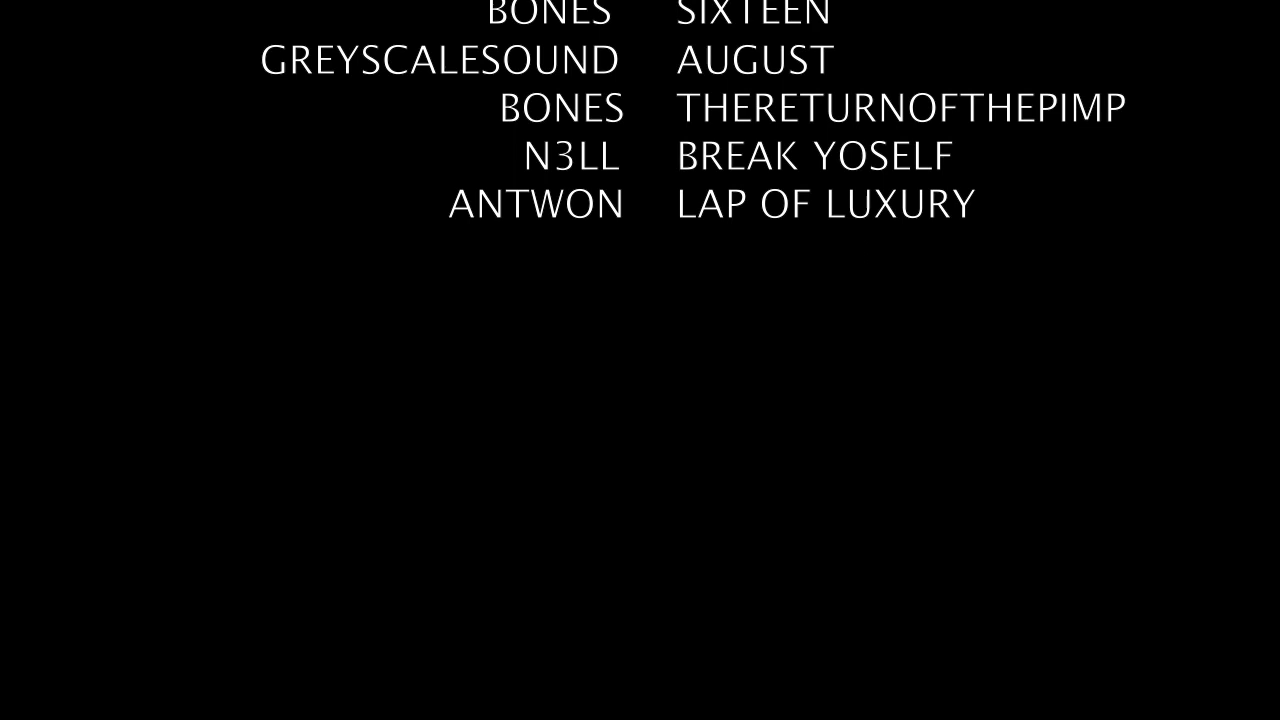 BONES SIXTEEN
GREYSCALESOUND AUGUST
BONES THERETURNOFTHEPIMP
N3LL BREAK YOSELF
ANTWON LAP OF LUXURY